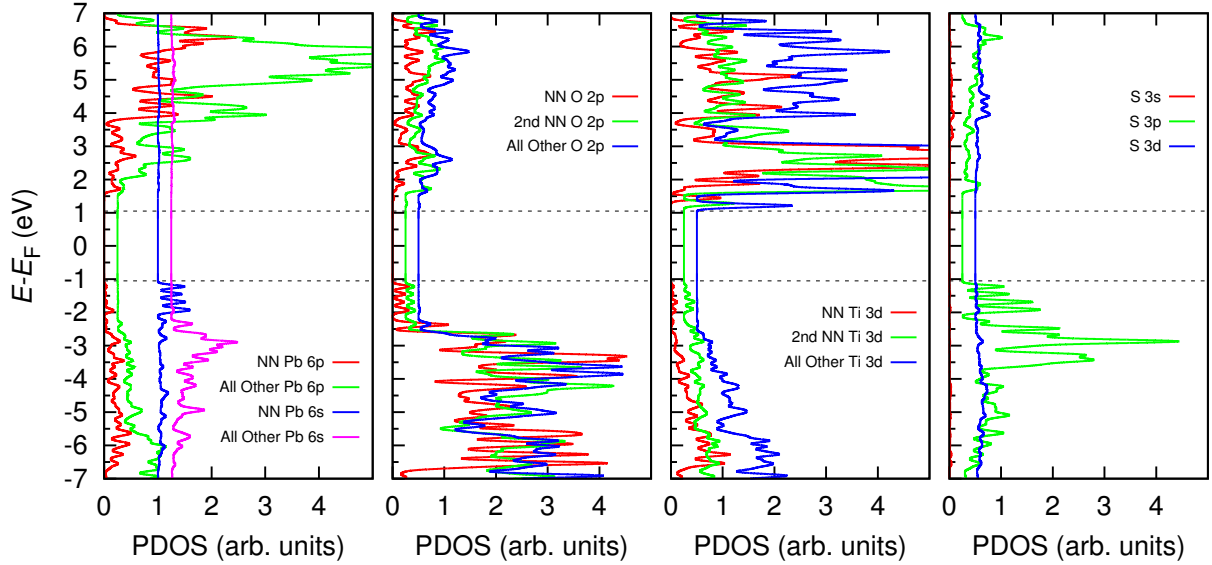 E-E_F (eV)
7
6
5
4
3
2
1
0
-1
-2
-3
-4
-5
-6
-7
NN Pb 6p
All Other Pb 6p
NN Pb 6s
All Other Pb 6s
0 1 2 3 4
PDOS (arb. units)
NN O 2p
2nd NN O 2p
All Other O 2p
0 1 2 3 4
PDOS (arb. units)
NN Ti 3d
2nd NN Ti 3d
All Other Ti 3d
0 1 2 3 4
PDOS (arb. units)
S 3s
S 3p
S 3d
0 1 2 3 4
PDOS (arb. units)